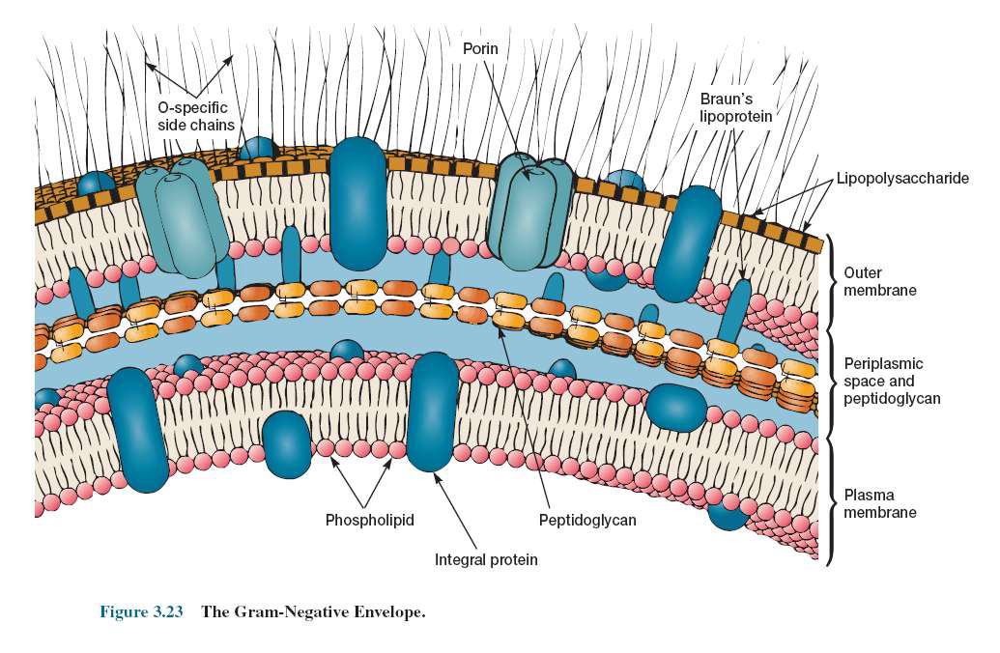 Porin
O-specific
side chains
Braun's
lipoprotein
Lipopolysaccharide
Outer
membrane
Periplasmic
space and
peptidoglycan
Plasma
membrane
Phospholipid
Peptidoglycan
Integral protein
Figure 3.23 The Gram-Negative Envelope.